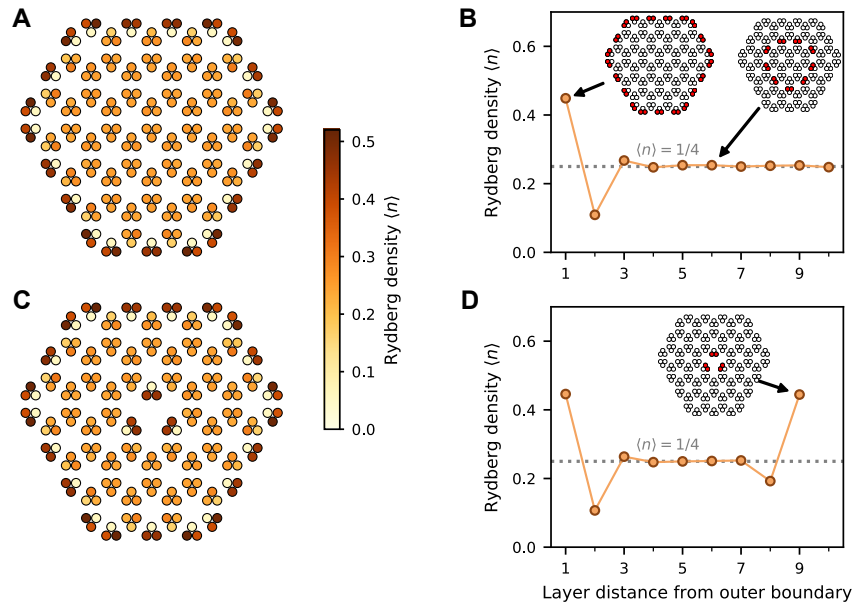 A
Rydberg density ⟨n⟩
0.5
0.4
0.3
0.2
0.1
0.0
B
Rydberg density ⟨n⟩
0.6
0.4
0.2
0.0
⟨n⟩ = 1/4
1
3
5
7
9
C
D
Rydberg density ⟨n⟩
0.6
0.4
0.2
0.0
⟨n⟩ = 1/4
1
3
5
7
9
Layer distance from outer boundary